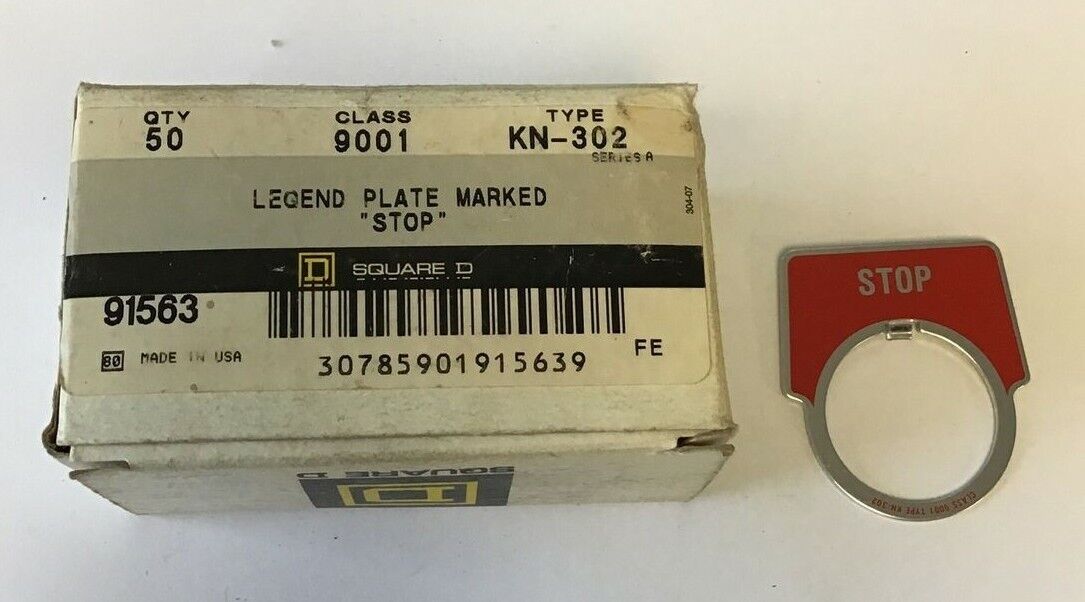 QTY CLASS TYPE
50 9001 KN-302
SERIES A
304-07
LEGEND PLATE MARKED
"STOP"
D SQUARE D
91563
80 MADE IN USA
30785901915639 FE
SQUARE D
D
STOP
CLASS 9001 TYPE KN 302